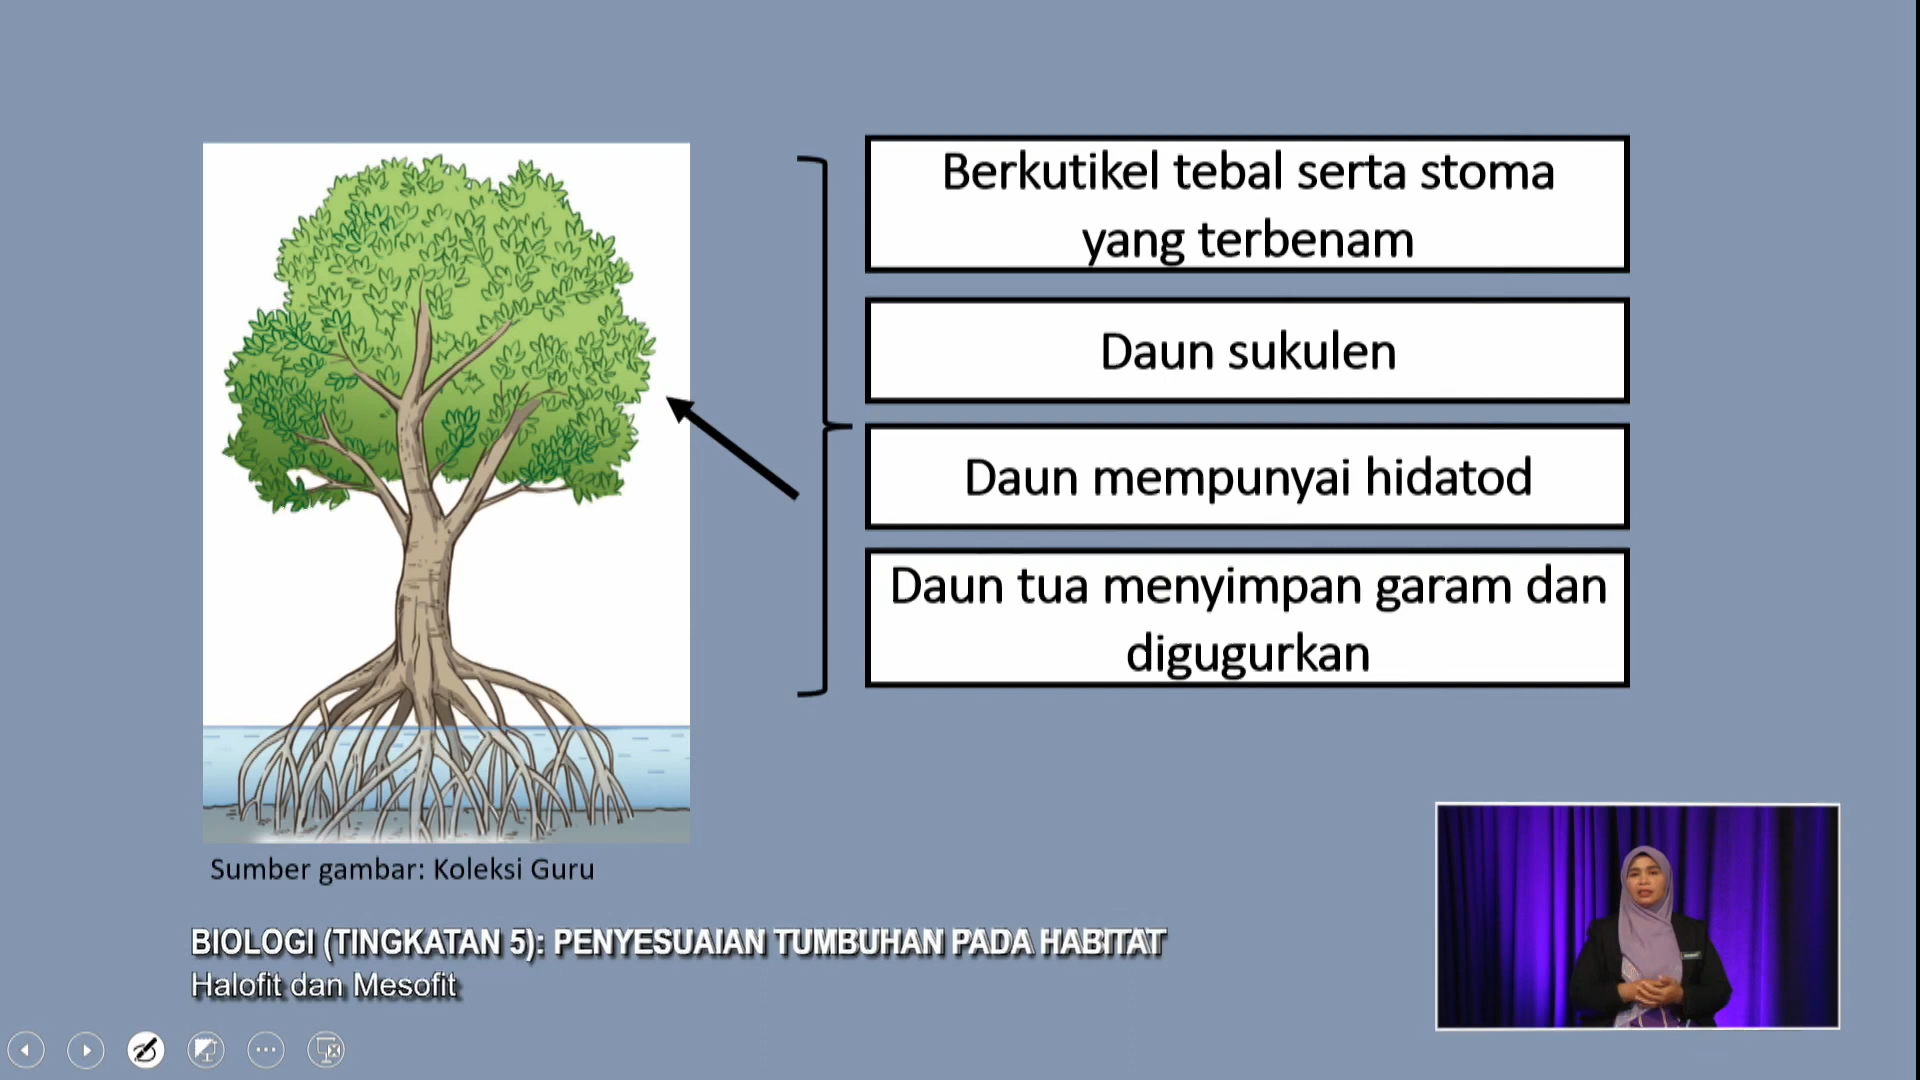 Berkutikel tebal serta stoma
yang terbenam
Daun sukulen
Daun mempunyai hidatod
Daun tua menyimpan garam dan
digugurkan
Sumber gambar: Koleksi Guru
BIOLOGI (TINGKATAN 5): PENYESUAIAN TUMBUHAN PADA HABITAT
Halofit dan Mesofit